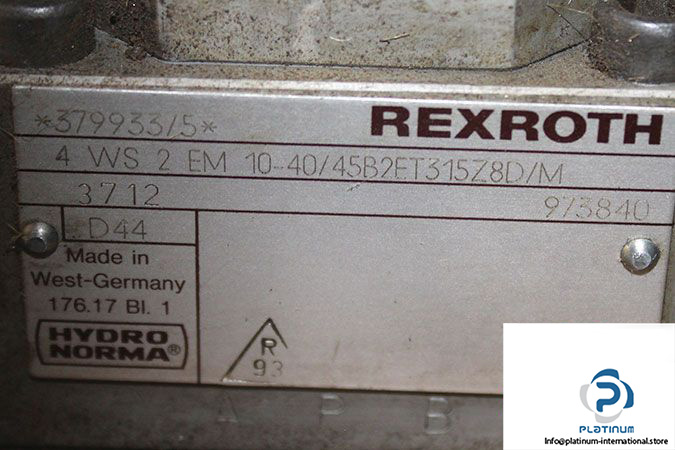 *379933/5*
REXROTH
4 WS 2 EM 10-40/45B2ET315Z8D/M
3712
973840
D44
Made in
West-Germany
176.17 Bl. 1
HYDRO
NORMA®
R
93
A P B
PLATINUM
Info@platinum-international.store